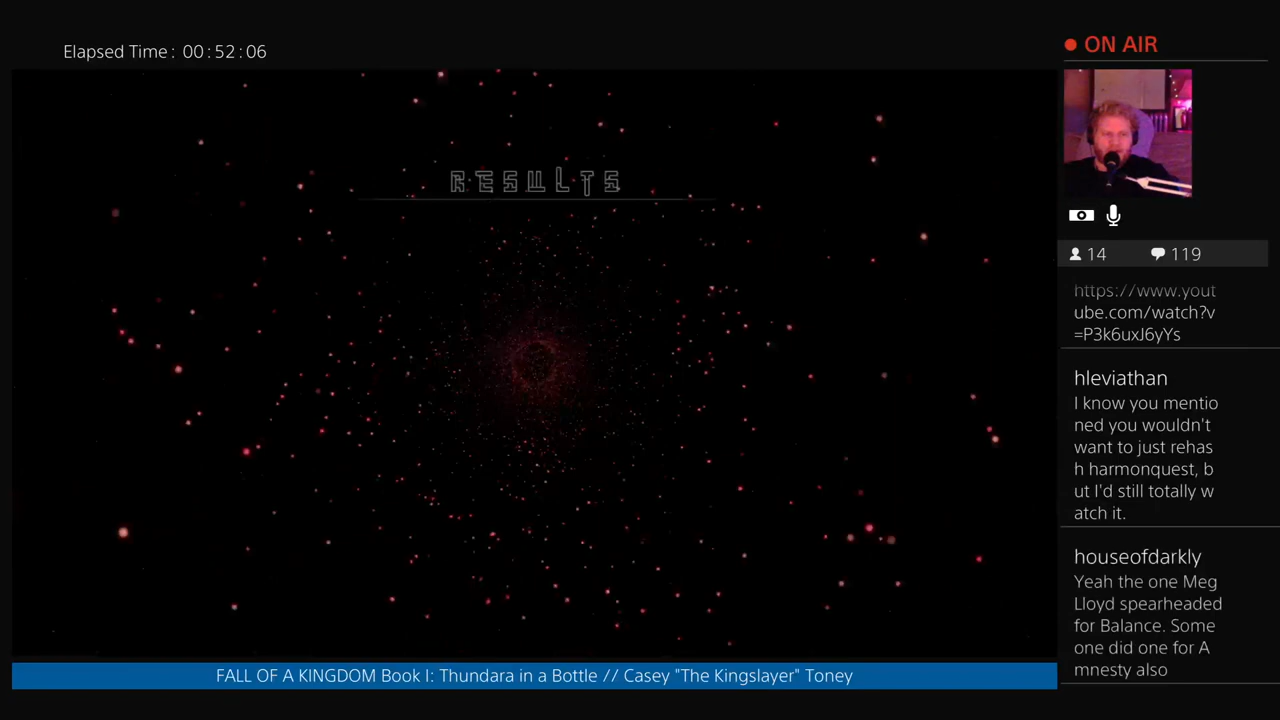 Elapsed Time: 00:52:06
ON AIR
RESULTS
14 119
https://www.yout
ube.com/watch?v
=P3k6uxJ6yYs
hleviathan
I know you mentio
ned you wouldn't
want to just rehas
h harmonquest, b
ut I'd still totally w
atch it.
houseofdarkly
Yeah the one Meg
Lloyd spearheaded
for Balance. Some
one did one for A
mnesty also
FALL OF A KINGDOM Book I: Thundara in a Bottle // Casey "The Kingslayer" Toney